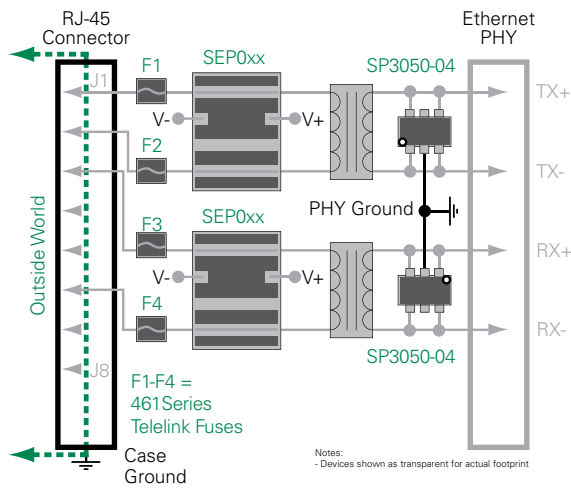 RJ-45
Connector
Ethernet
PHY
F1
SEP0xx
SP3050-04
J1
TX+
V-
V+
F2
TX-
Outside World
SEP0xx
PHY Ground
F3
RX+
V-
V+
F4
RX-
SP3050-04
J8
F1-F4 =
461Series
Telelink Fuses
Case
Ground
Notes:
- Devices shown as transparent for actual footprint